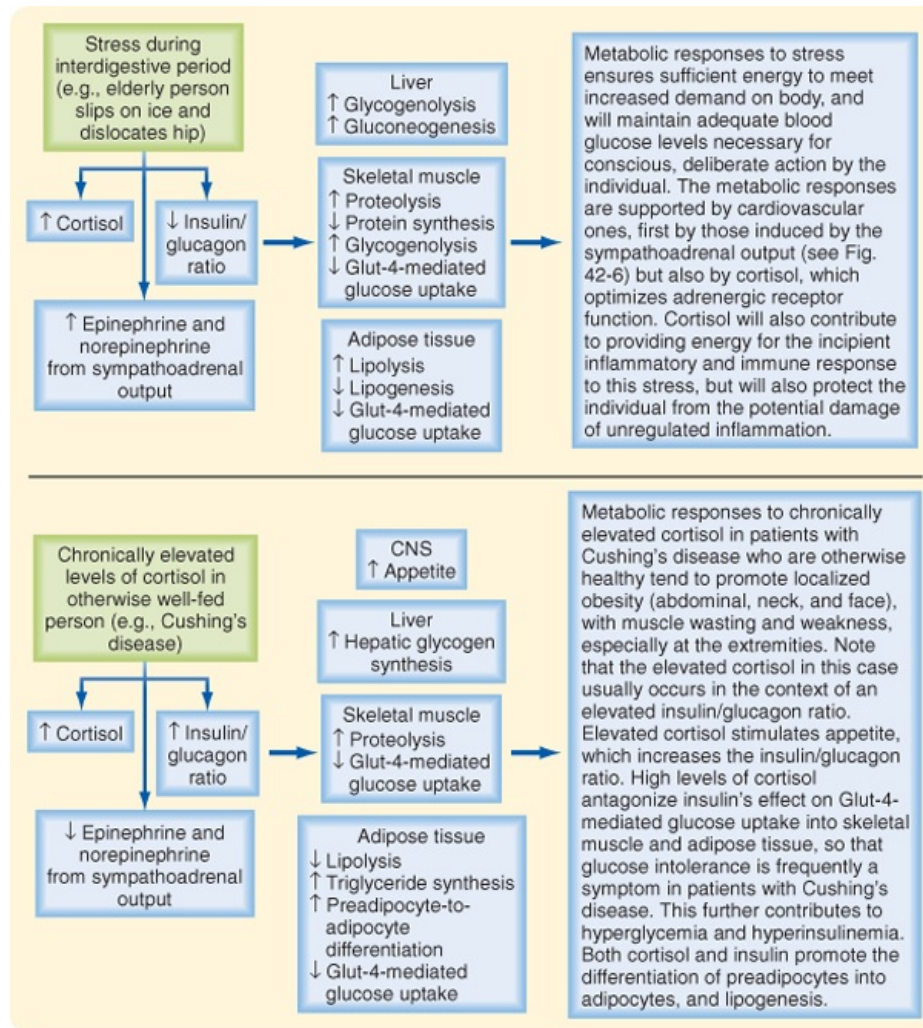 Stress during
interdigestive period
(e.g., elderly person
slips on ice and
dislocates hip)
↑ Cortisol
↓ Insulin/
glucagon
ratio
↑ Epinephrine and
norepinephrine
from sympathoadrenal
output
Liver
↑ Glycogenolysis
↑ Gluconeogenesis
Skeletal muscle
↑ Proteolysis
↓ Protein synthesis
↑ Glycogenolysis
↓ Glut-4-mediated
glucose uptake
Adipose tissue
↑ Lipolysis
↓ Lipogenesis
↓ Glut-4-mediated
glucose uptake
Metabolic responses to stress
ensures sufficient energy to meet
increased demand on body, and
will maintain adequate blood
glucose levels necessary for
conscious, deliberate action by the
individual. The metabolic responses
are supported by cardiovascular
ones, first by those induced by the
sympathoadrenal output (see Fig.
42-6) but also by cortisol, which
optimizes adrenergic receptor
function. Cortisol will also contribute
to providing energy for the incipient
inflammatory and immune response
to this stress, but will also protect the
individual from the potential damage
of unregulated inflammation.
Chronically elevated
levels of cortisol in
otherwise well-fed
person (e.g., Cushing's
disease)
↑ Cortisol
↑ Insulin/
glucagon
ratio
↓ Epinephrine and
norepinephrine
from sympathoadrenal
output
CNS
↑ Appetite
Liver
↑ Hepatic glycogen
synthesis
Skeletal muscle
↑ Proteolysis
↓ Glut-4-mediated
glucose uptake
Adipose tissue
↓ Lipolysis
↑ Triglyceride synthesis
↑ Preadipocyte-to-
adipocyte
differentiation
↓ Glut-4-mediated
glucose uptake
Metabolic responses to chronically
elevated cortisol in patients with
Cushing's disease who are otherwise
healthy tend to promote localized
obesity (abdominal, neck, and face),
with muscle wasting and weakness,
especially at the extremities. Note
that the elevated cortisol in this case
usually occurs in the context of an
elevated insulin/glucagon ratio.
Elevated cortisol stimulates appetite,
which increases the insulin/glucagon
ratio. High levels of cortisol
antagonize insulin's effect on Glut-4-
mediated glucose uptake into skeletal
muscle and adipose tissue, so that
glucose intolerance is frequently a
symptom in patients with Cushing's
disease. This further contributes to
hyperglycemia and hyperinsulinemia.
Both cortisol and insulin promote the
differentiation of preadipocytes into
adipocytes, and lipogenesis.